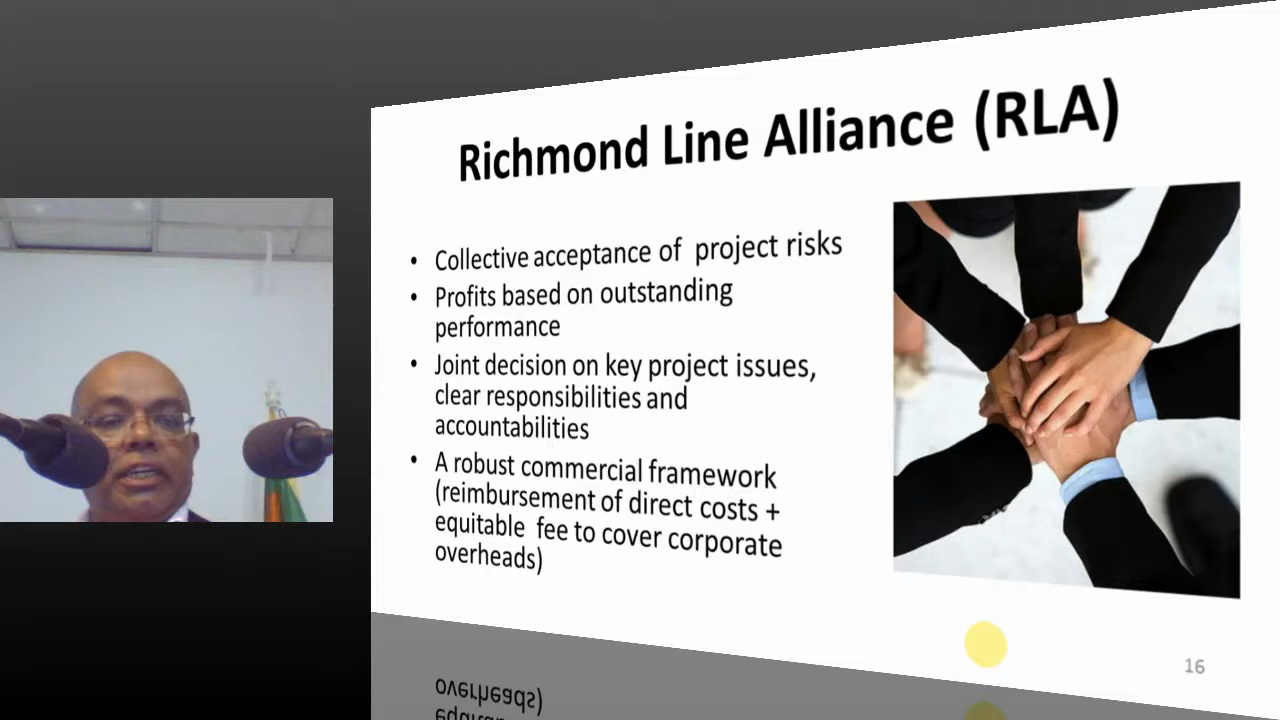 Richmond Line Alliance (RLA)
• Collective acceptance of project risks
• Profits based on outstanding
performance
• Joint decision on key project issues,
clear responsibilities and
accountabilities
• A robust commercial framework
(reimbursement of direct costs +
equitable fee to cover corporate
overheads)
16